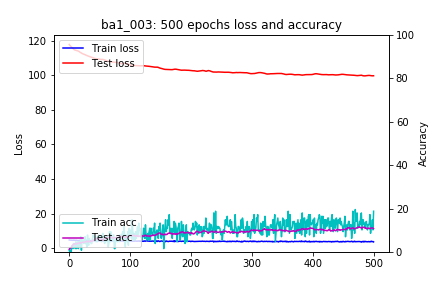 ba1_003: 500 epochs loss and accuracy
120
100
80
60
40
20
0
Loss
100
80
60
40
20
0
Accuracy
Train loss
Test loss
Train acc
Test acc
0
100
200
300
400
500